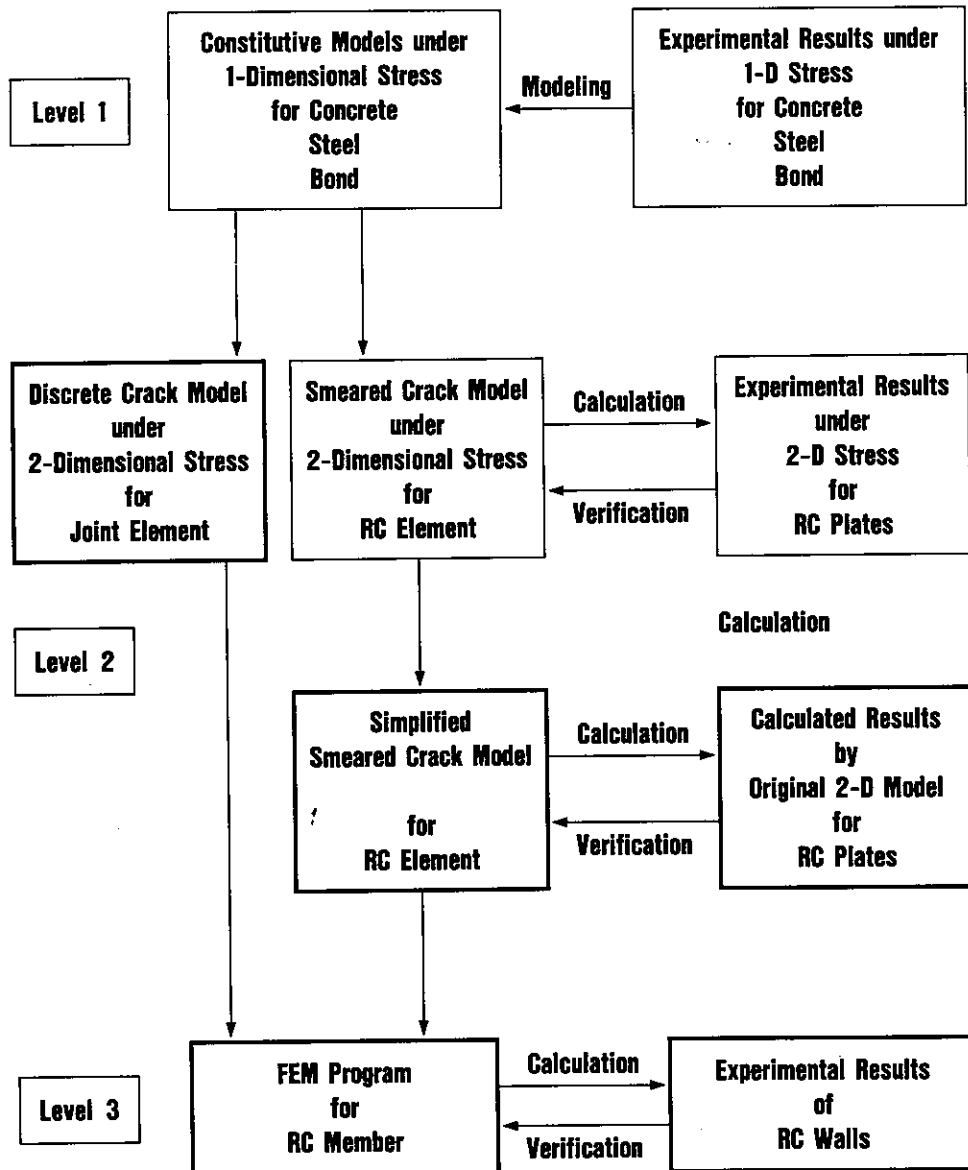 Level 1
Constitutive Models under
1-Dimensional Stress
for Concrete
Steel
Bond
Modeling
Experimental Results under
1-D Stress
for Concrete
Steel
Bond
Discrete Crack Model
under
2-Dimensional Stress
for
Joint Element
Smeared Crack Model
under
2-Dimensional Stress
for
RC Element
Calculation
Verification
Experimental Results
under
2-D Stress
for
RC Plates
Calculation
Level 2
Simplified
Smeared Crack Model
for
RC Element
Calculation
Verification
Calculated Results
by
Original 2-D Model
for
RC Plates
Level 3
FEM Program
for
RC Member
Calculation
Verification
Experimental Results
of
RC Walls